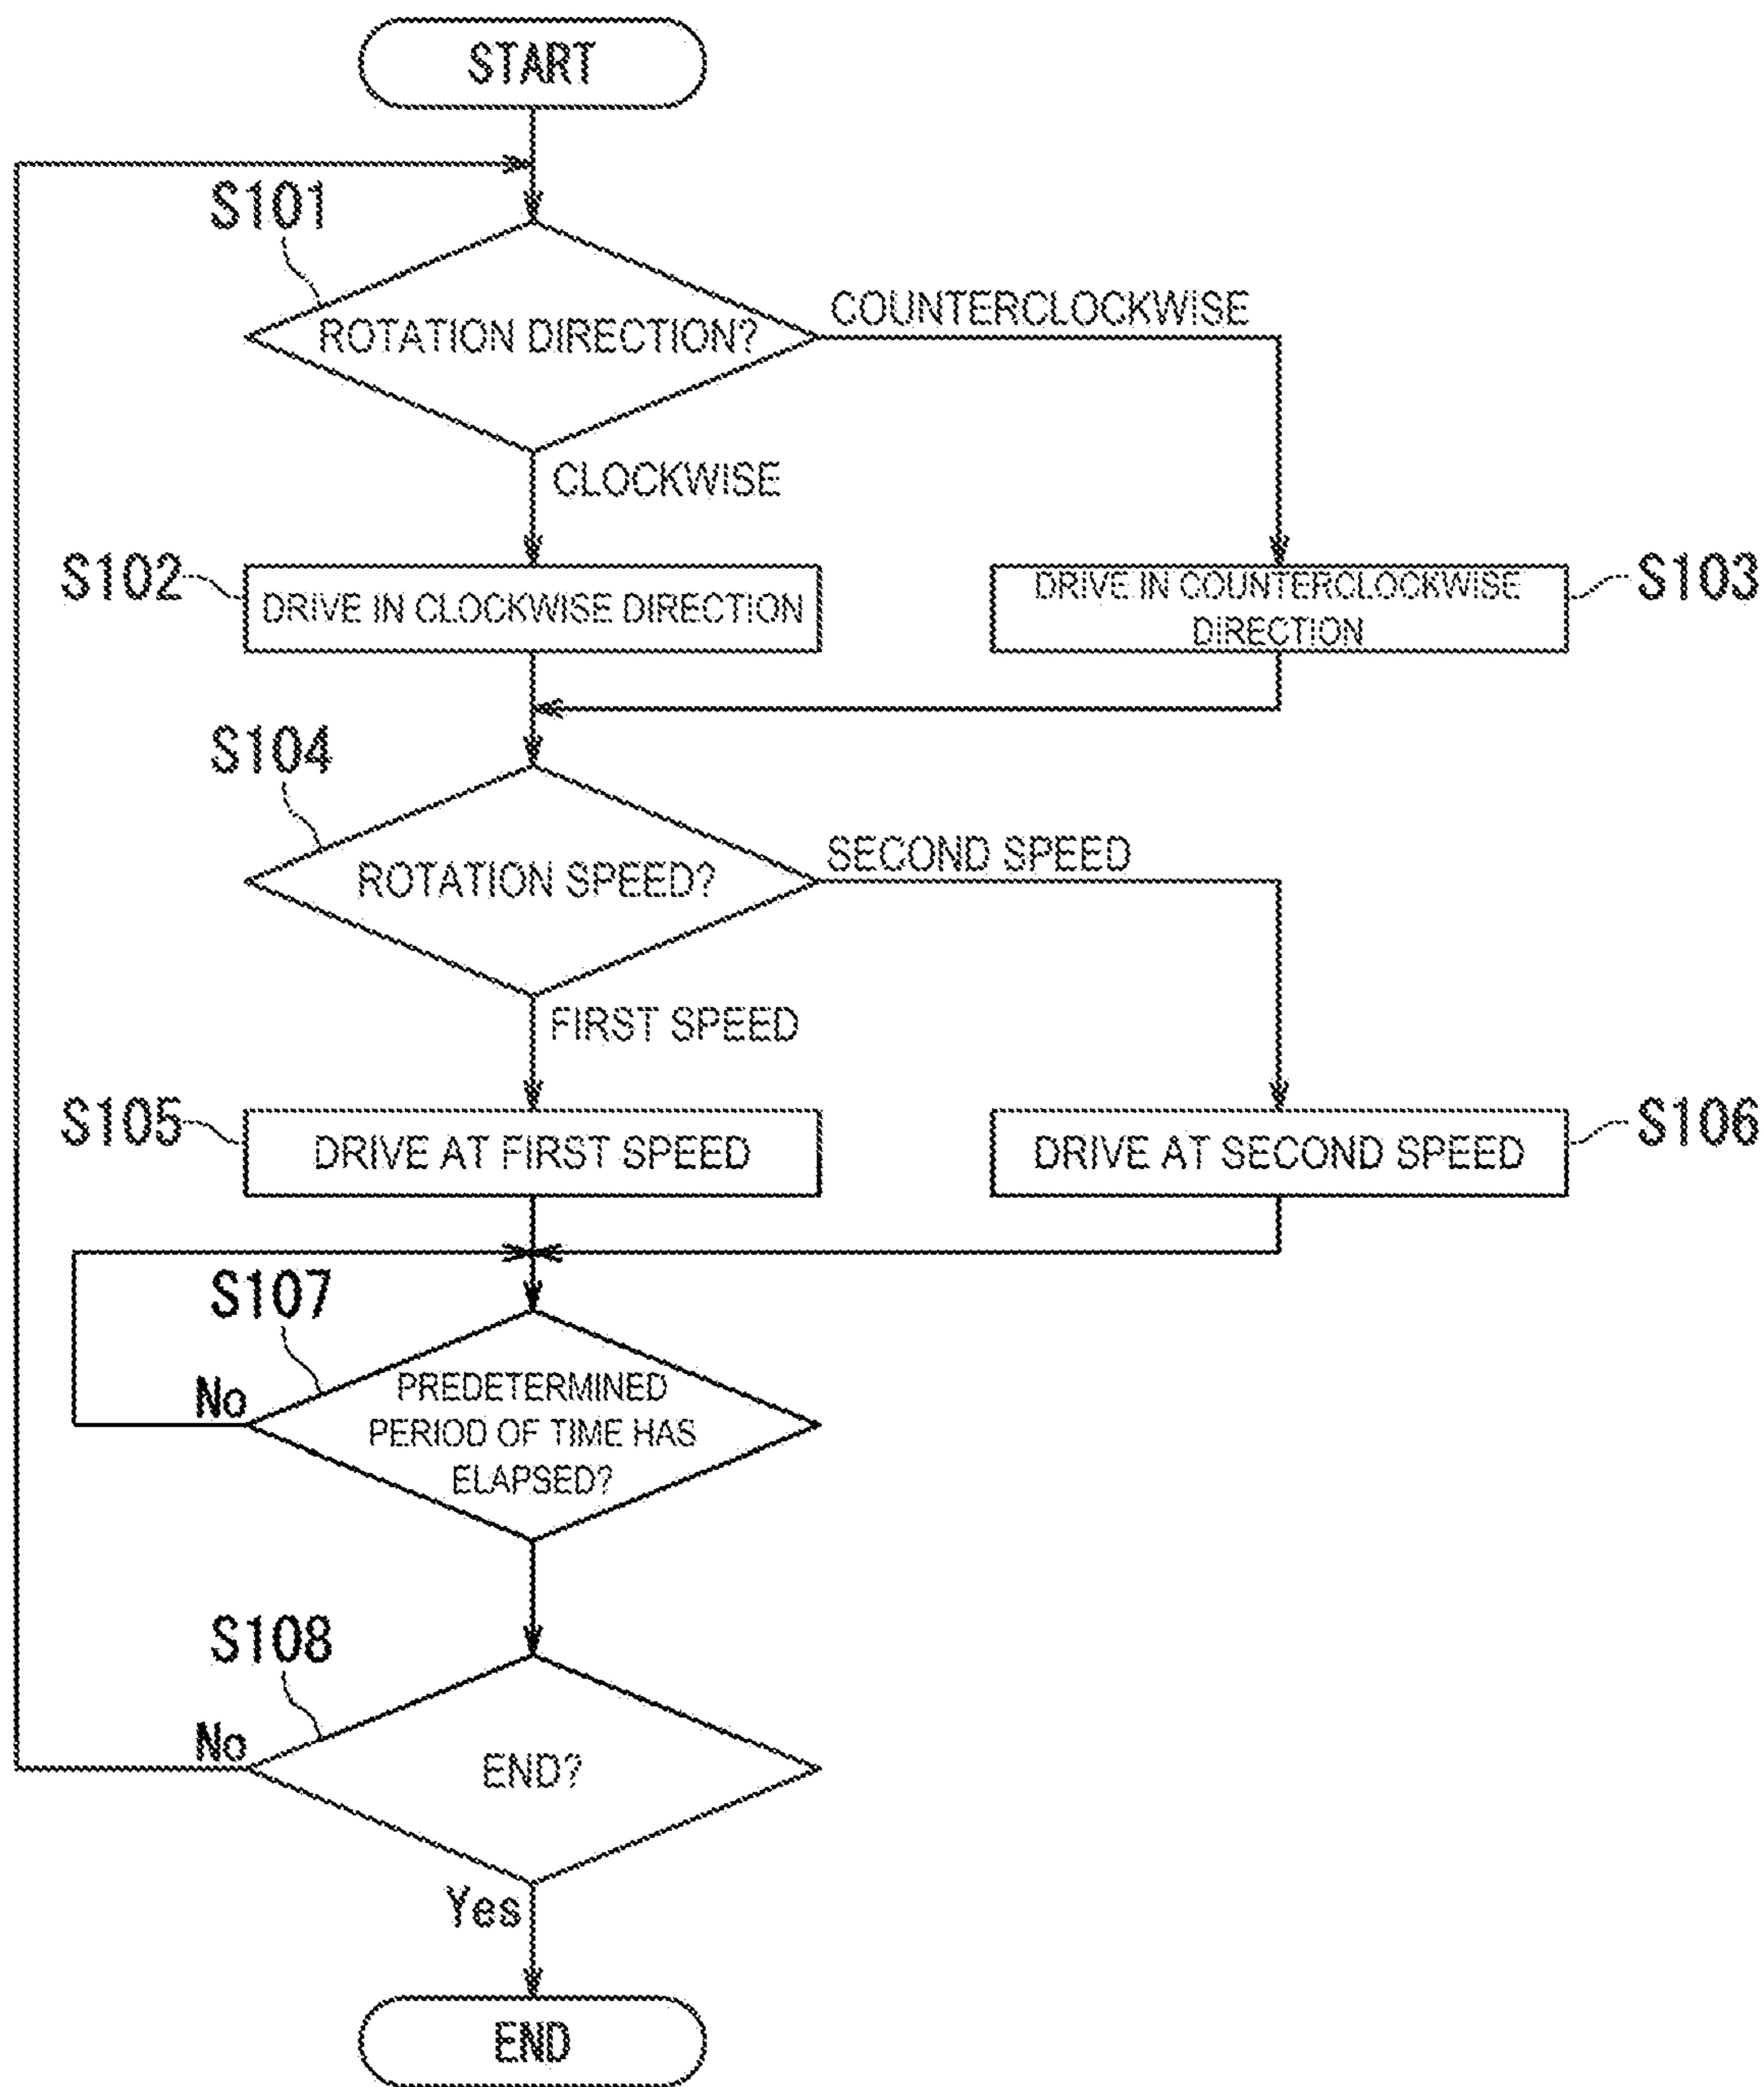 START
S101
ROTATION DIRECTION?
COUNTERCLOCKWISE
CLOCKWISE
S102
DRIVE IN CLOCKWISE DIRECTION
DRIVE IN COUNTERCLOCKWISE
DIRECTION
S103
S104
ROTATION SPEED?
SECOND SPEED
FIRST SPEED
S105
DRIVE AT FIRST SPEED
DRIVE AT SECOND SPEED
S106
S107
No
PREDETERMINED
PERIOD OF TIME HAS
ELAPSED?
S108
No
END?
Yes
END